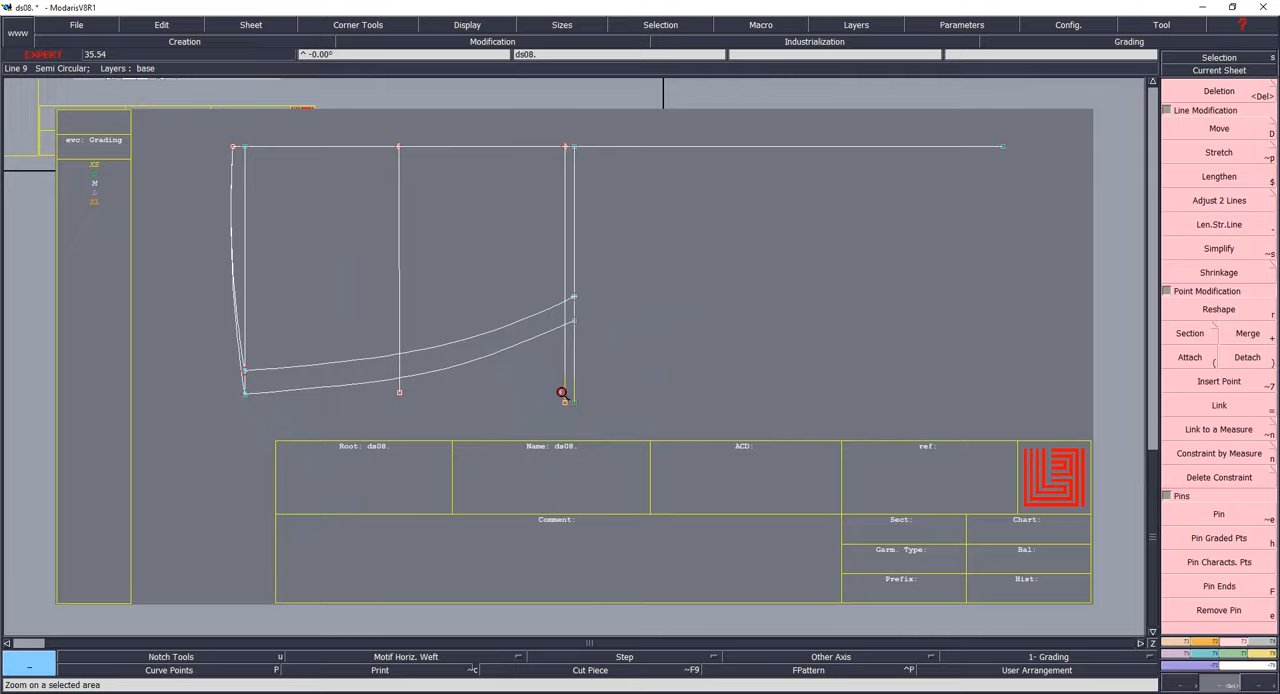 ds08. * - ModarisV8R1
www
File Edit Sheet Corner Tools Display Sizes Selection Macro Layers Parameters Config. Tool ?
Creation Modification Industrialization Grading
EXPERT 35.54 ^ -0.00° ds08.
Line 9 Semi Circular; Layers : base
Selection s
Current Sheet
Deletion <Del>
Line Modification
Move D
Stretch ~p
Lengthen $
Adjust 2 Lines
Len.Str.Line -
Simplify ~s
Shrinkage
Point Modification
Reshape r
Section Merge +
Attach ( Detach )
Insert Point ~7
Link
Link to a Measure ~n
Constraint by Measure n
Delete Constraint
Pins
Pin ~e
Pin Graded Pts h
Pin Characts. Pts
Pin Ends F
Remove Pin e
evc: Grading
XS
M
L
XL
Root: ds08. Name: ds08. ACD: ref:
Comment: Sect: Chart:
Garm. Type: Bal:
Prefix: Hist:
Z
Notch Tools u Motif Horiz. Weft Step Other Axis 1- Grading
Curve Points P Print ~c Cut Piece ~F9 FPattern ^P User Arrangement
Zoom on a selected area